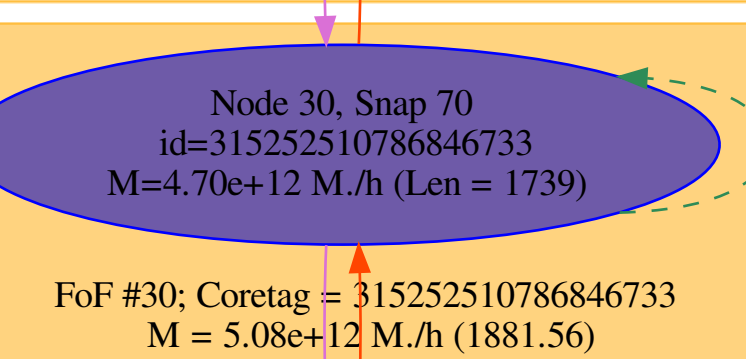 Node 30, Snap 70
id=315252510786846733
M=4.70e+12 M./h (Len = 1739)
FoF #30; Coretag = 315252510786846733
M = 5.08e+12 M./h (1881.56)